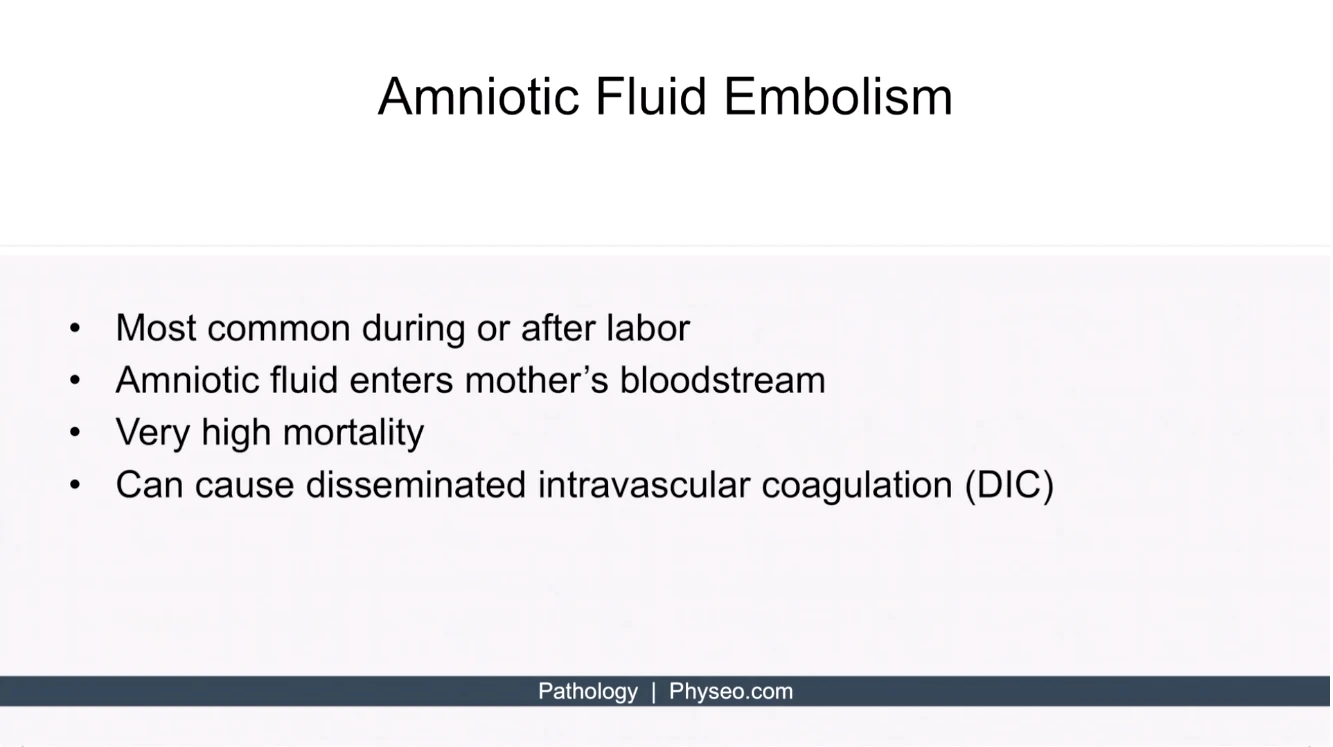 Amniotic Fluid Embolism
• Most common during or after labor
• Amniotic fluid enters mother’s bloodstream
• Very high mortality
• Can cause disseminated intravascular coagulation (DIC)
Pathology | Physeo.com